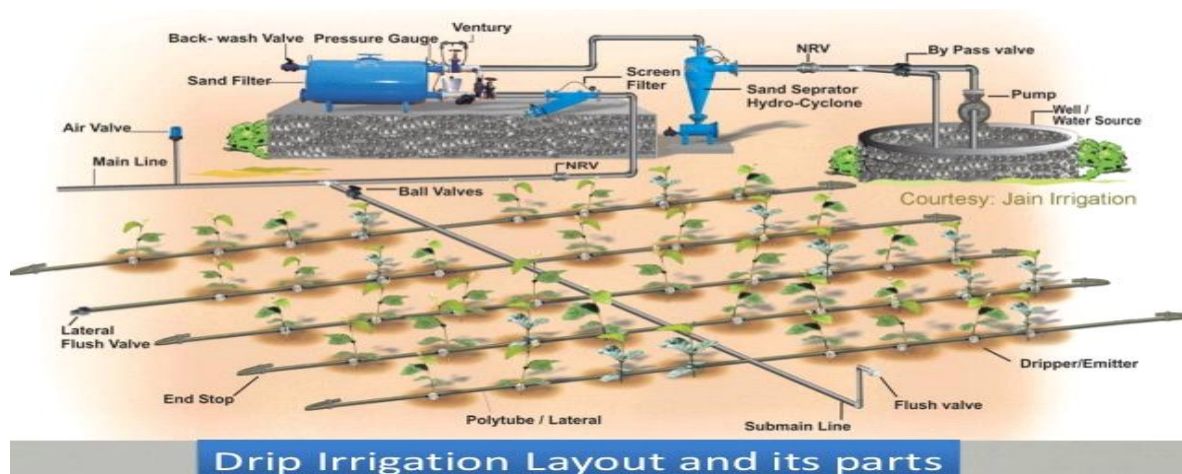 Back- wash Valve
Pressure Gauge
Ventury
Sand Filter
Screen
Filter
NRV
By Pass valve
Sand Seprator
Hydro-Cyclone
Pump
Well /
Water Source
Air Valve
Main Line
NRV
Ball Valves
Courtesy: Jain Irrigation
Lateral
Flush Valve
Dripper/Emitter
End Stop
Polytube / Lateral
Flush valve
Submain Line
Drip Irrigation Layout and its parts